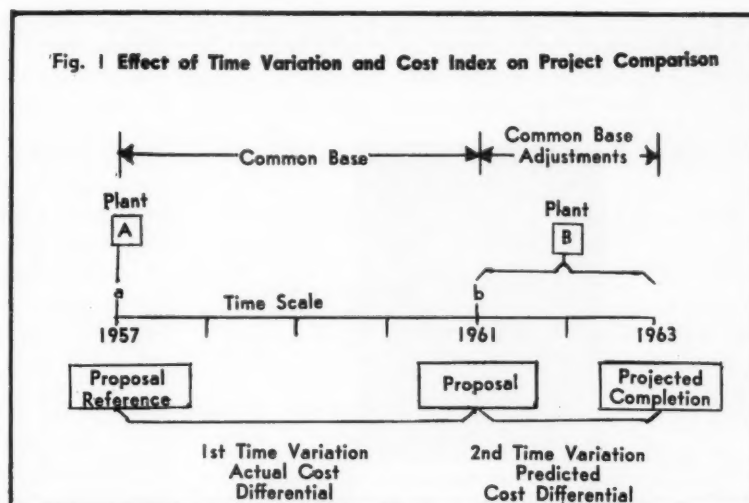 Fig. 1 Effect of Time Variation and Cost Index on Project Comparison
Common Base
Common Base
Adjustments
Plant
A
Plant
B
a
Time Scale
b
1957
1961
1963
Proposal
Reference
Proposal
Projected
Completion
1st Time Variation
Actual Cost
Differential
2nd Time Variation
Predicted
Cost Differential